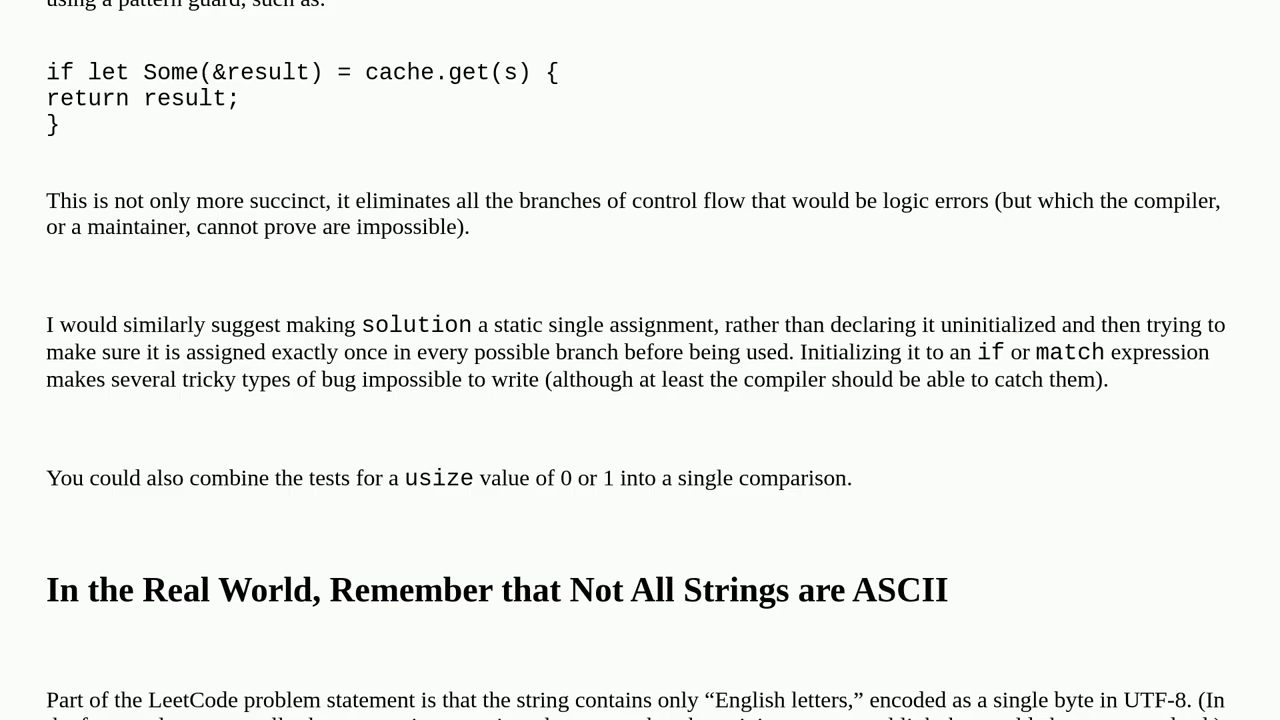 using a pattern guard, such as:
if let Some(&result) = cache.get(s) {
return result;
}
This is not only more succinct, it eliminates all the branches of control flow that would be logic errors (but which the compiler,
or a maintainer, cannot prove are impossible).
I would similarly suggest making solution a static single assignment, rather than declaring it uninitialized and then trying to
make sure it is assigned exactly once in every possible branch before being used. Initializing it to an if or match expression
makes several tricky types of bug impossible to write (although at least the compiler should be able to catch them).
You could also combine the tests for a usize value of 0 or 1 into a single comparison.
In the Real World, Remember that Not All Strings are ASCII
Part of the LeetCode problem statement is that the string contains only “English letters,” encoded as a single byte in UTF-8. (In